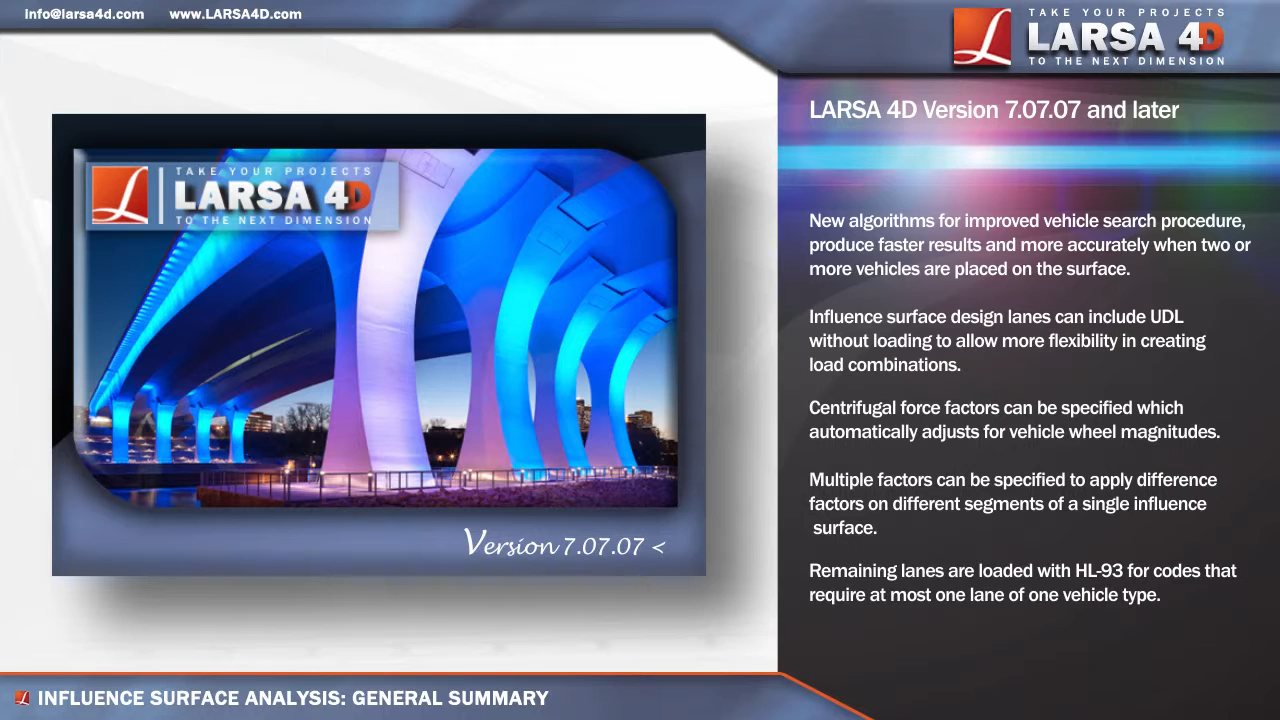 info@larsa4d.com www.LARSA4D.com
TAKE YOUR PROJECTS
LARSA 4D
TO THE NEXT DIMENSION
LARSA 4D Version 7.07.07 and later
TAKE YOUR PROJECTS
LARSA 4D
TO THE NEXT DIMENSION
Version 7.07.07 <
New algorithms for improved vehicle search procedure,
produce faster results and more accurately when two or
more vehicles are placed on the surface.
Influence surface design lanes can include UDL
without loading to allow more flexibility in creating
load combinations.
Centrifugal force factors can be specified which
automatically adjusts for vehicle wheel magnitudes.
Multiple factors can be specified to apply difference
factors on different segments of a single influence
surface.
Remaining lanes are loaded with HL-93 for codes that
require at most one lane of one vehicle type.
INFLUENCE SURFACE ANALYSIS: GENERAL SUMMARY